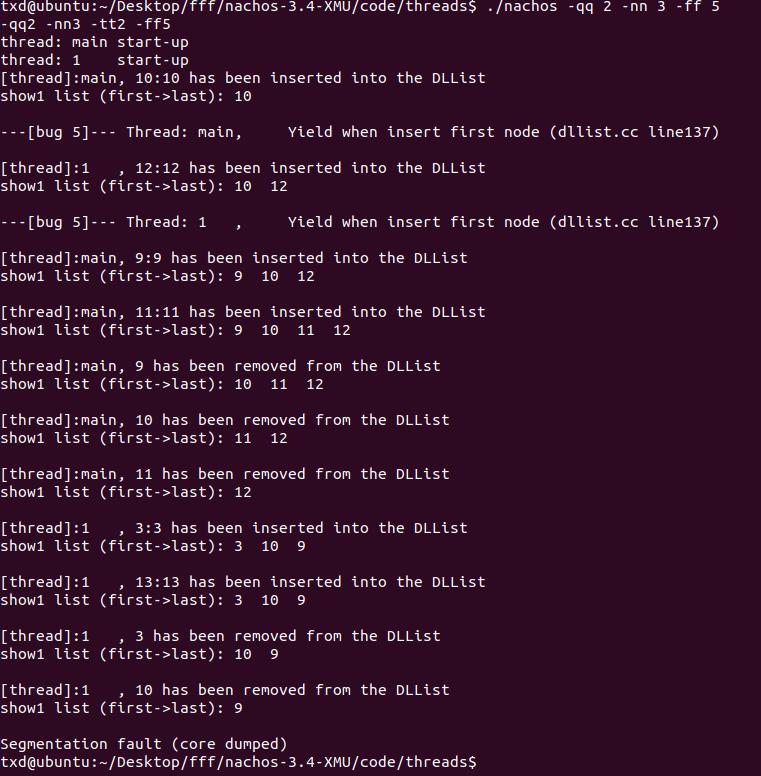 txd@ubuntu:~/Desktop/fff/nachos-3.4-XMU/code/threads$ ./nachos -qq 2 -nn 3 -ff 5
-qq2 -nn3 -tt2 -ff5
thread: main start-up
thread: 1    start-up
[thread]:main, 10:10 has been inserted into the DLList
show1 list (first->last): 10
---[bug 5]--- Thread: main,     Yield when insert first node (dllist.cc line137)
[thread]:1   , 12:12 has been inserted into the DLList
show1 list (first->last): 10  12
---[bug 5]--- Thread: 1   ,     Yield when insert first node (dllist.cc line137)
[thread]:main, 9:9 has been inserted into the DLList
show1 list (first->last): 9  10  12
[thread]:main, 11:11 has been inserted into the DLList
show1 list (first->last): 9  10  11  12
[thread]:main, 9 has been removed from the DLList
show1 list (first->last): 10  11  12
[thread]:main, 10 has been removed from the DLList
show1 list (first->last): 11  12
[thread]:main, 11 has been removed from the DLList
show1 list (first->last): 12
[thread]:1   , 3:3 has been inserted into the DLList
show1 list (first->last): 3  10  9
[thread]:1   , 13:13 has been inserted into the DLList
show1 list (first->last): 3  10  9
[thread]:1   , 3 has been removed from the DLList
show1 list (first->last): 10  9
[thread]:1   , 10 has been removed from the DLList
show1 list (first->last): 9
Segmentation fault (core dumped)
txd@ubuntu:~/Desktop/fff/nachos-3.4-XMU/code/threads$